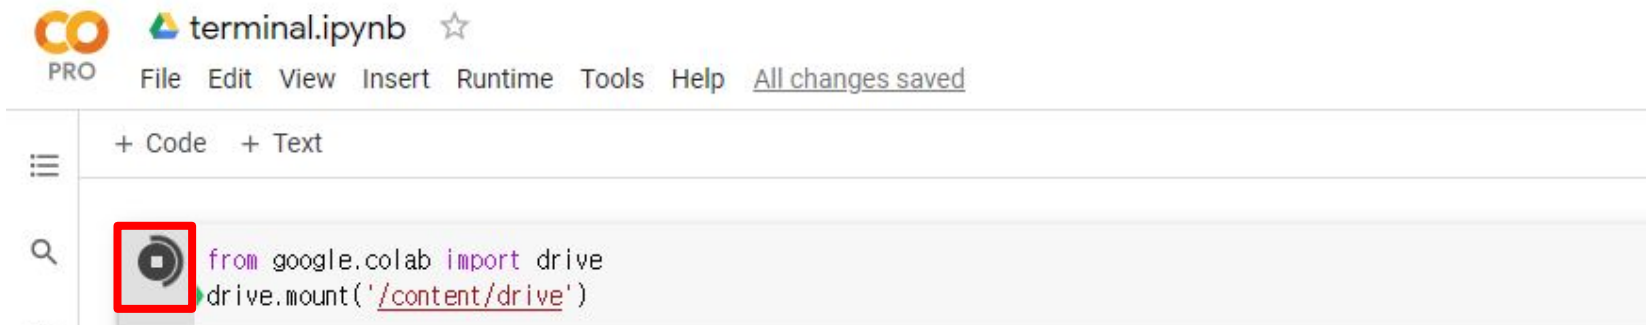 CO terminal.ipynb
PRO File Edit View Insert Runtime Tools Help All changes saved
+ Code + Text
from google.colab import drive
drive.mount('/content/drive')